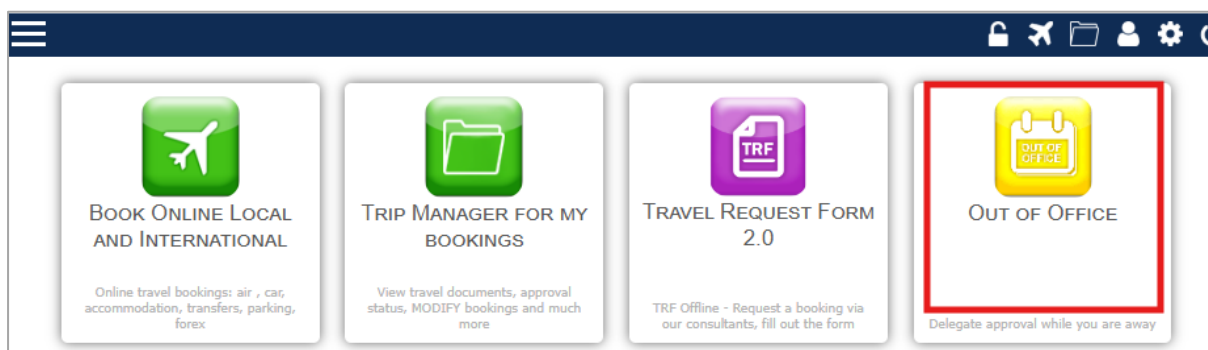 TRF
OUT OF
OFFICE
Book Online Local
and International
Trip Manager for my
bookings
Travel Request Form
2.0
Out of Office
Online travel bookings: air , car,
accommodation, transfers, parking,
forex
View travel documents, approval
status, MODIFY bookings and much
more
TRF Offline - Request a booking via
our consultants, fill out the form
Delegate approval while you are away